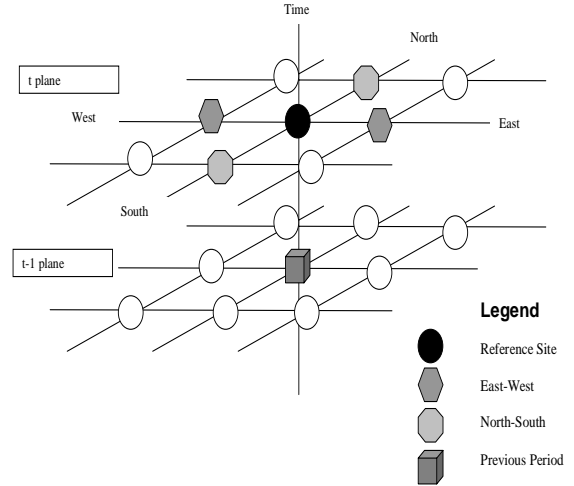 Time
North
t plane
West
East
South
t-1 plane
Legend
Reference Site
East-West
North-South
Previous Period